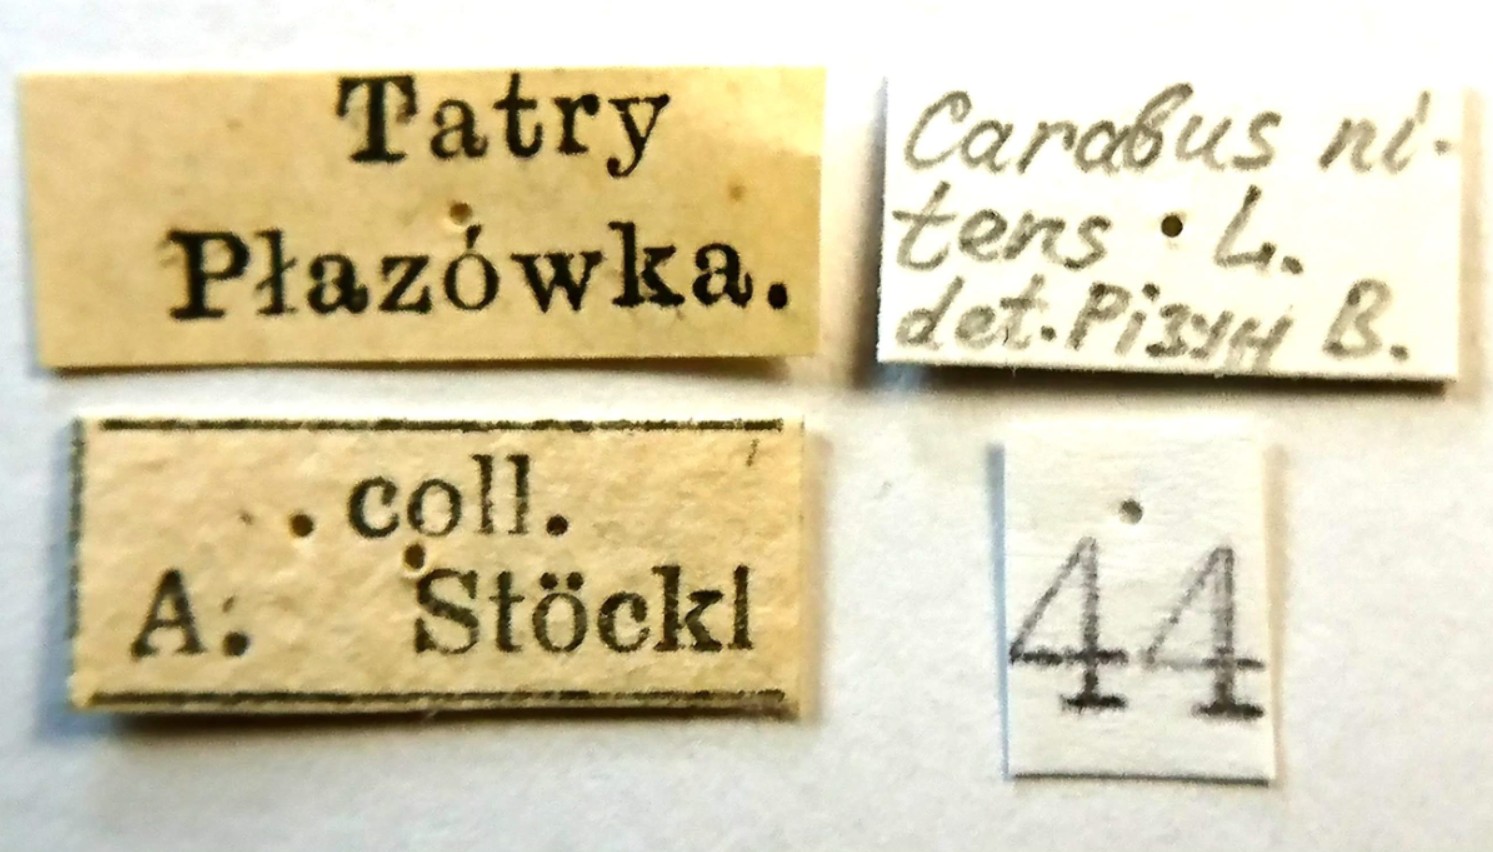 Tatry
Płazówka.
Carabus ni-
tens L.
det. Pisyn B.
coll.
A. Stöckl
44